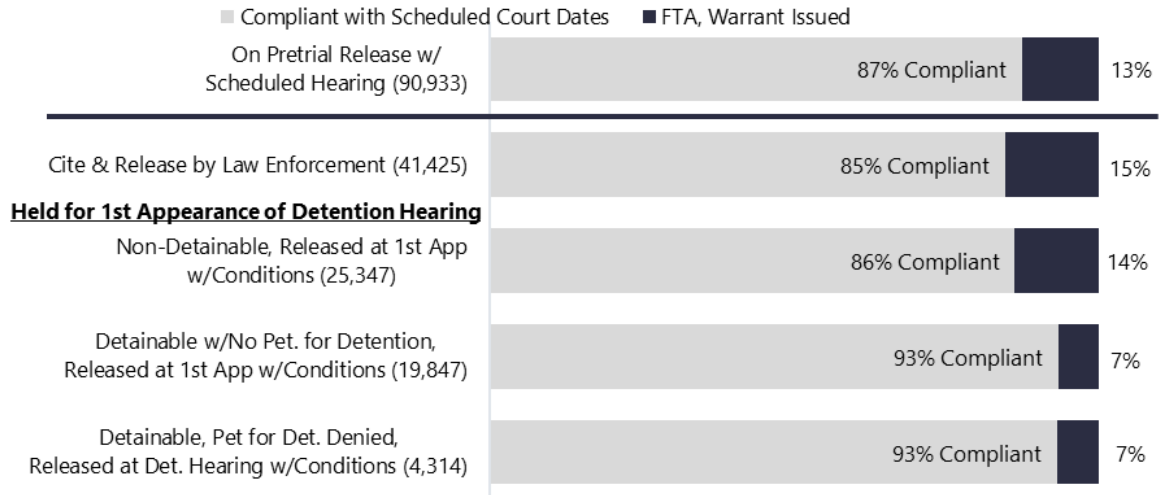 Compliant with Scheduled Court Dates FTA, Warrant Issued
On Pretrial Release w/
Scheduled Hearing (90,933)
87% Compliant
13%
Cite & Release by Law Enforcement (41,425)
85% Compliant
15%
Held for 1st Appearance of Detention Hearing
Non-Detainable, Released at 1st App
w/Conditions (25,347)
86% Compliant
14%
Detainable w/No Pet. for Detention,
Released at 1st App w/Conditions (19,847)
93% Compliant
7%
Detainable, Pet for Det. Denied,
Released at Det. Hearing w/Conditions (4,314)
93% Compliant
7%